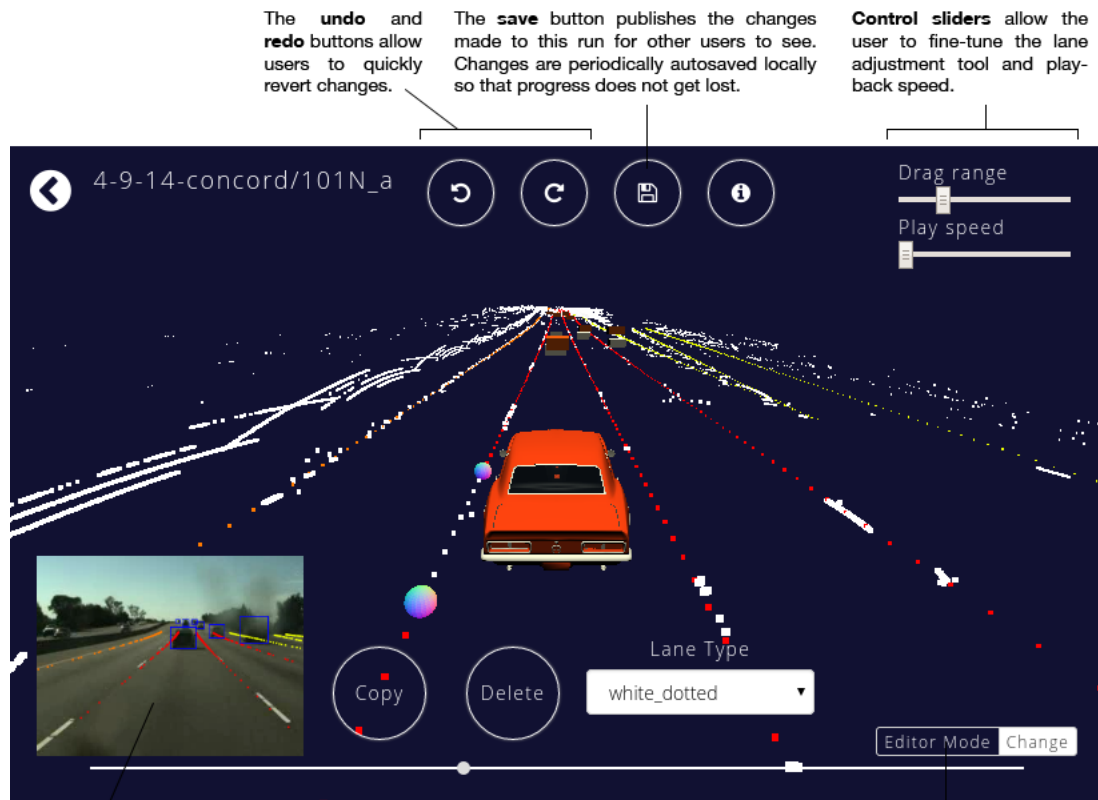 The undo and
redo buttons allow
users to quickly
revert changes.
The save button publishes the changes
made to this run for other users to see.
Changes are periodically autosaved locally
so that progress does not get lost.
Control sliders allow the
user to fine-tune the lane
adjustment tool and play-
back speed.
4-9-14-concord/101N_a
Drag range
Play speed
Lane Type
Copy
Delete
white_dotted
Editor Mode Change